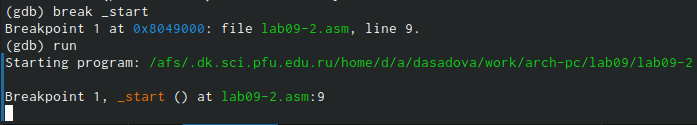 (gdb) break _start
Breakpoint 1 at 0x8049000: file lab09-2.asm, line 9.
(gdb) run
Starting program: /afs/.dk.sci.pfu.edu.ru/home/d/a/dasadova/work/arch-pc/lab09/lab09-2
Breakpoint 1, _start () at lab09-2.asm:9